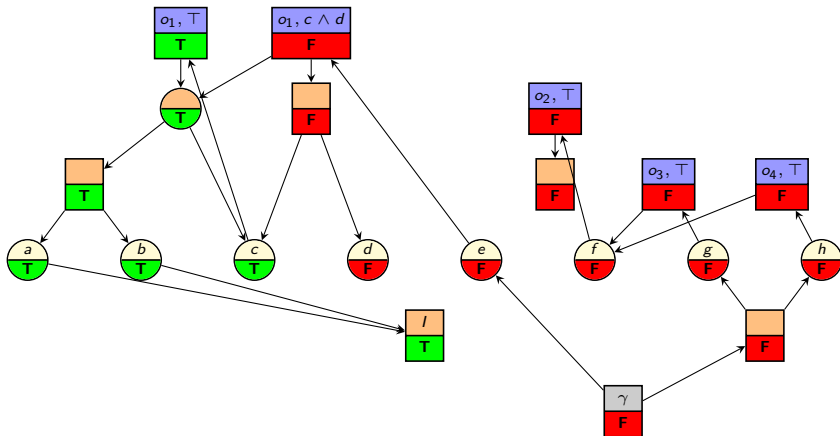 o₁, ⊤
T
o₁, c ∧ d
F
T
F
o₂, ⊤
F
T
F
o₃, ⊤
F
o₄, ⊤
F
a
T
b
T
c
T
d
F
e
F
f
F
g
F
h
F
I
T
F
γ
F